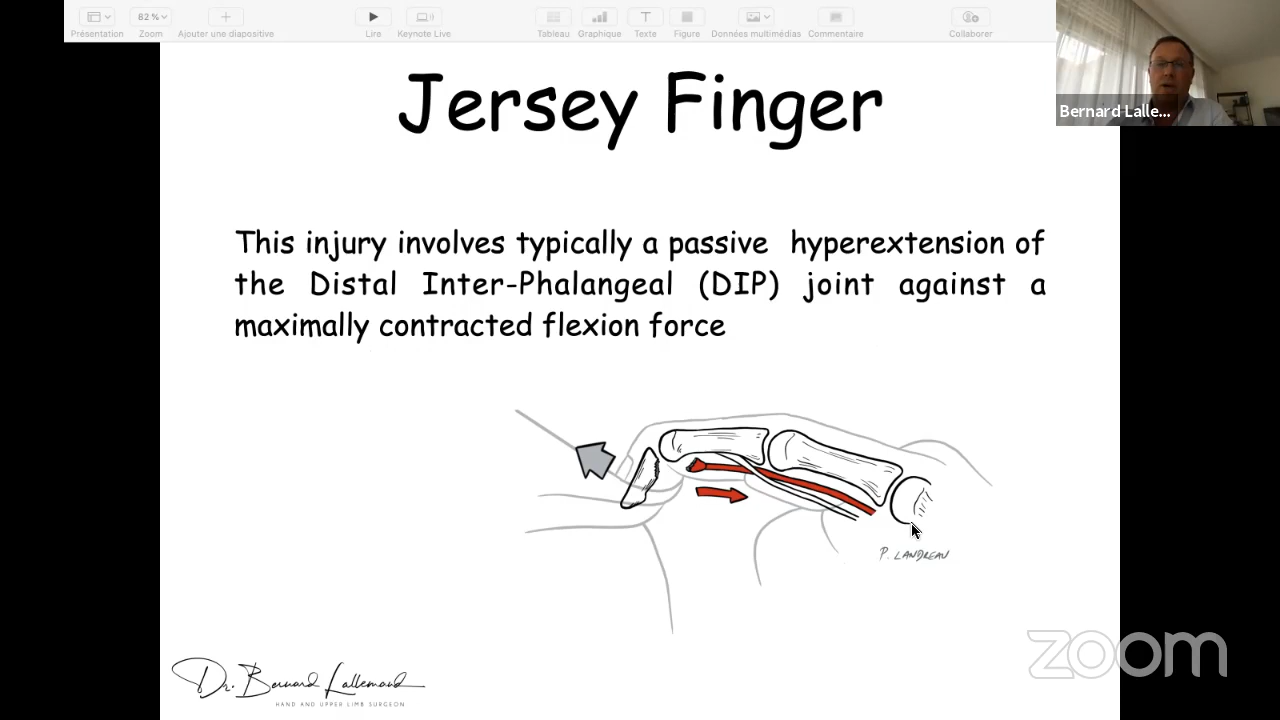 82 %
Présentation
Zoom
Ajouter une diapositive
Lire
Keynote Live
Tableau
Graphique
Texte
Figure
Données multimédias
Commentaire
Collaborer
Bernard Lalle...
Jersey Finger
This injury involves typically a passive hyperextension of
the Distal Inter-Phalangeal (DIP) joint against a
maximally contracted flexion force
P. LANDREAU
Dr. Bernard Lallemand
HAND AND UPPER LIMB SURGEON
zoom